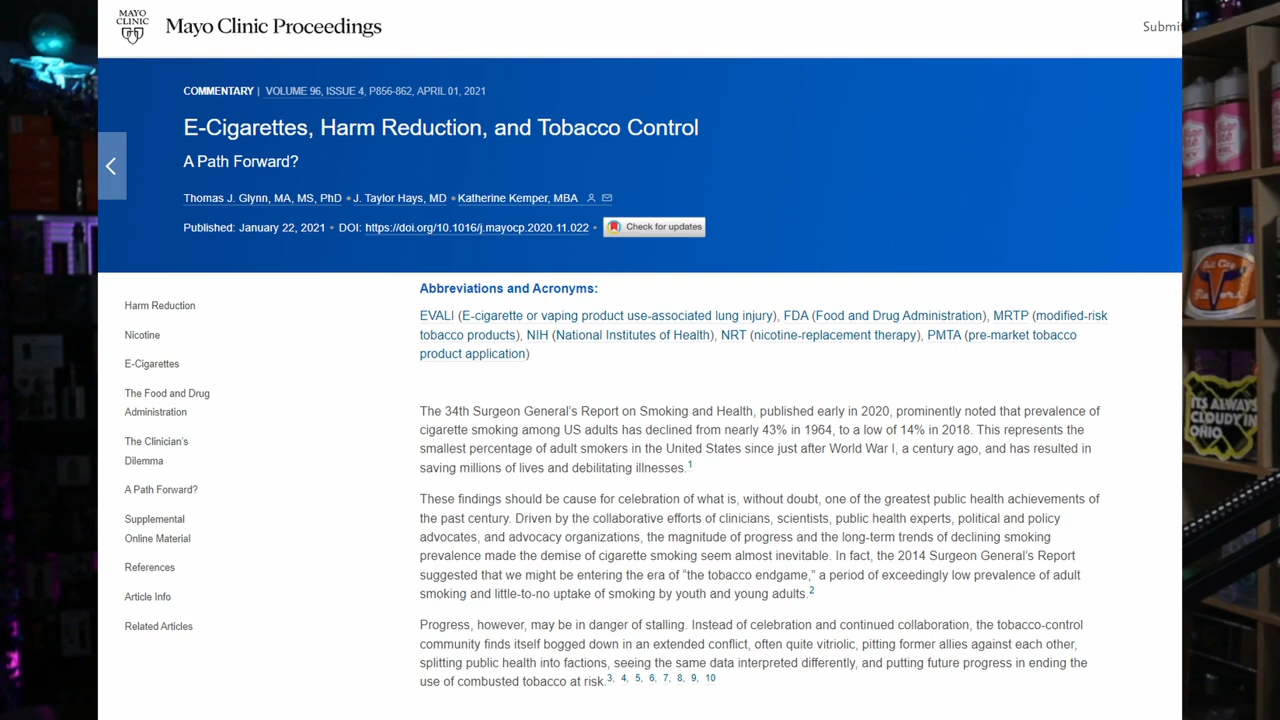 MAYO
CLINIC
Mayo Clinic Proceedings
Submit
COMMENTARY | VOLUME 96, ISSUE 4, P856-862, APRIL 01, 2021
E-Cigarettes, Harm Reduction, and Tobacco Control
A Path Forward?
Thomas J. Glynn, MA, MS, PhD • J. Taylor Hays, MD • Katherine Kemper, MBA
Published: January 22, 2021 • DOI: https://doi.org/10.1016/j.mayocp.2020.11.022 •
Check for updates
Harm Reduction
Nicotine
E-Cigarettes
The Food and Drug
Administration
The Clinician's
Dilemma
A Path Forward?
Supplemental
Online Material
References
Article Info
Related Articles
Abbreviations and Acronyms:
EVALI (E-cigarette or vaping product use-associated lung injury), FDA (Food and Drug Administration), MRTP (modified-risk
tobacco products), NIH (National Institutes of Health), NRT (nicotine-replacement therapy), PMTA (pre-market tobacco
product application)
The 34th Surgeon General's Report on Smoking and Health, published early in 2020, prominently noted that prevalence of
cigarette smoking among US adults has declined from nearly 43% in 1964, to a low of 14% in 2018. This represents the
smallest percentage of adult smokers in the United States since just after World War I, a century ago, and has resulted in
saving millions of lives and debilitating illnesses.1
These findings should be cause for celebration of what is, without doubt, one of the greatest public health achievements of
the past century. Driven by the collaborative efforts of clinicians, scientists, public health experts, political and policy
advocates, and advocacy organizations, the magnitude of progress and the long-term trends of declining smoking
prevalence made the demise of cigarette smoking seem almost inevitable. In fact, the 2014 Surgeon General's Report
suggested that we might be entering the era of "the tobacco endgame," a period of exceedingly low prevalence of adult
smoking and little-to-no uptake of smoking by youth and young adults.2
Progress, however, may be in danger of stalling. Instead of celebration and continued collaboration, the tobacco-control
community finds itself bogged down in an extended conflict, often quite vitriolic, pitting former allies against each other,
splitting public health into factions, seeing the same data interpreted differently, and putting future progress in ending the
use of combusted tobacco at risk.3, 4, 5, 6, 7, 8, 9, 10
ITS ALWAYS
CLOUDY IN
OHIO